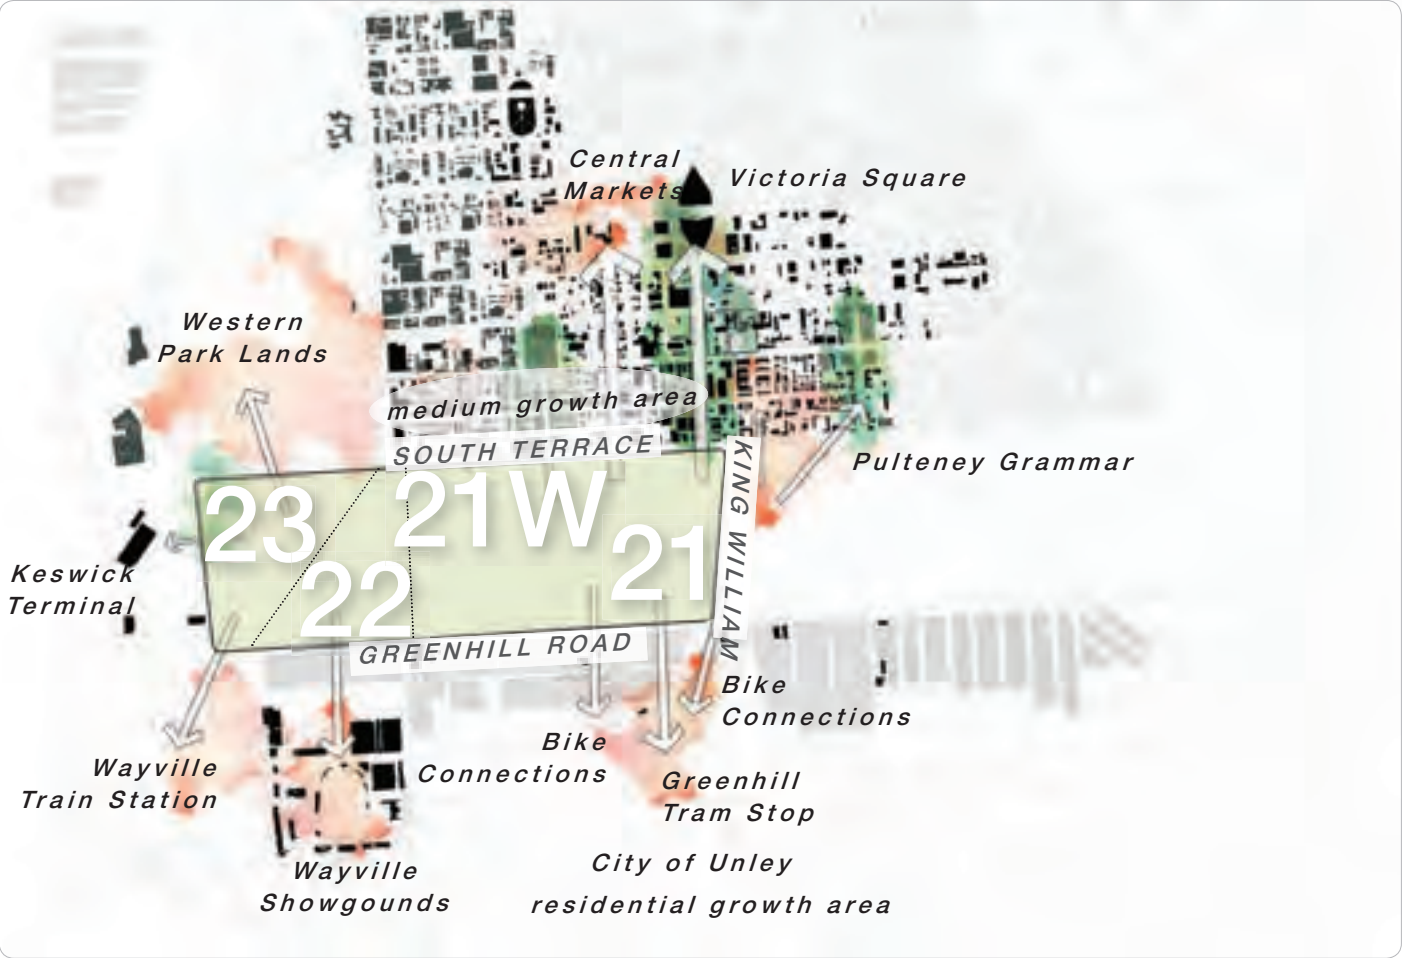 Central
Markets
Victoria Square
Western
Park Lands
medium growth area
SOUTH TERRACE
KING WILLIAM
Pulteney Grammar
23
21W
21
22
Keswick
Terminal
GREENHILL ROAD
Bike
Connections
Bike
Connections
Wayville
Train Station
Greenhill
Tram Stop
Wayville
Showgounds
City of Unley
residential growth area